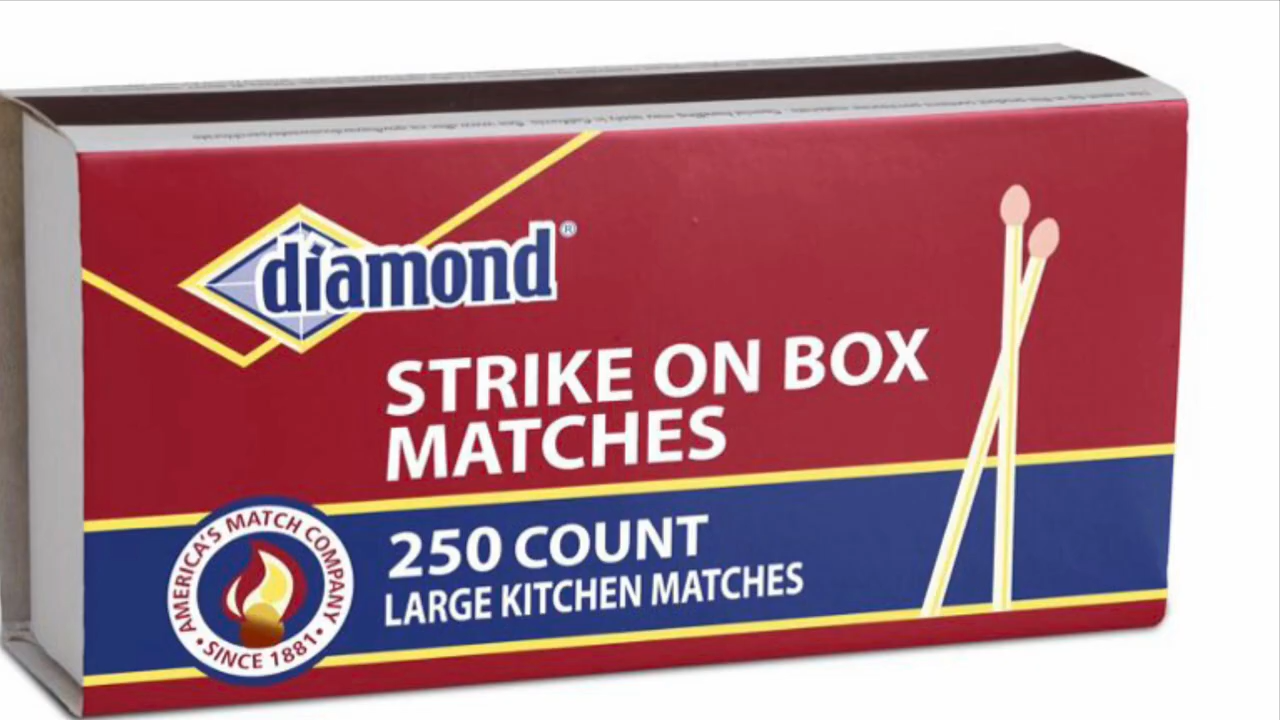 diamond®
STRIKE ON BOX
MATCHES
250 COUNT
LARGE KITCHEN MATCHES
AMERICA'S MATCH COMPANY
• SINCE 1881 •